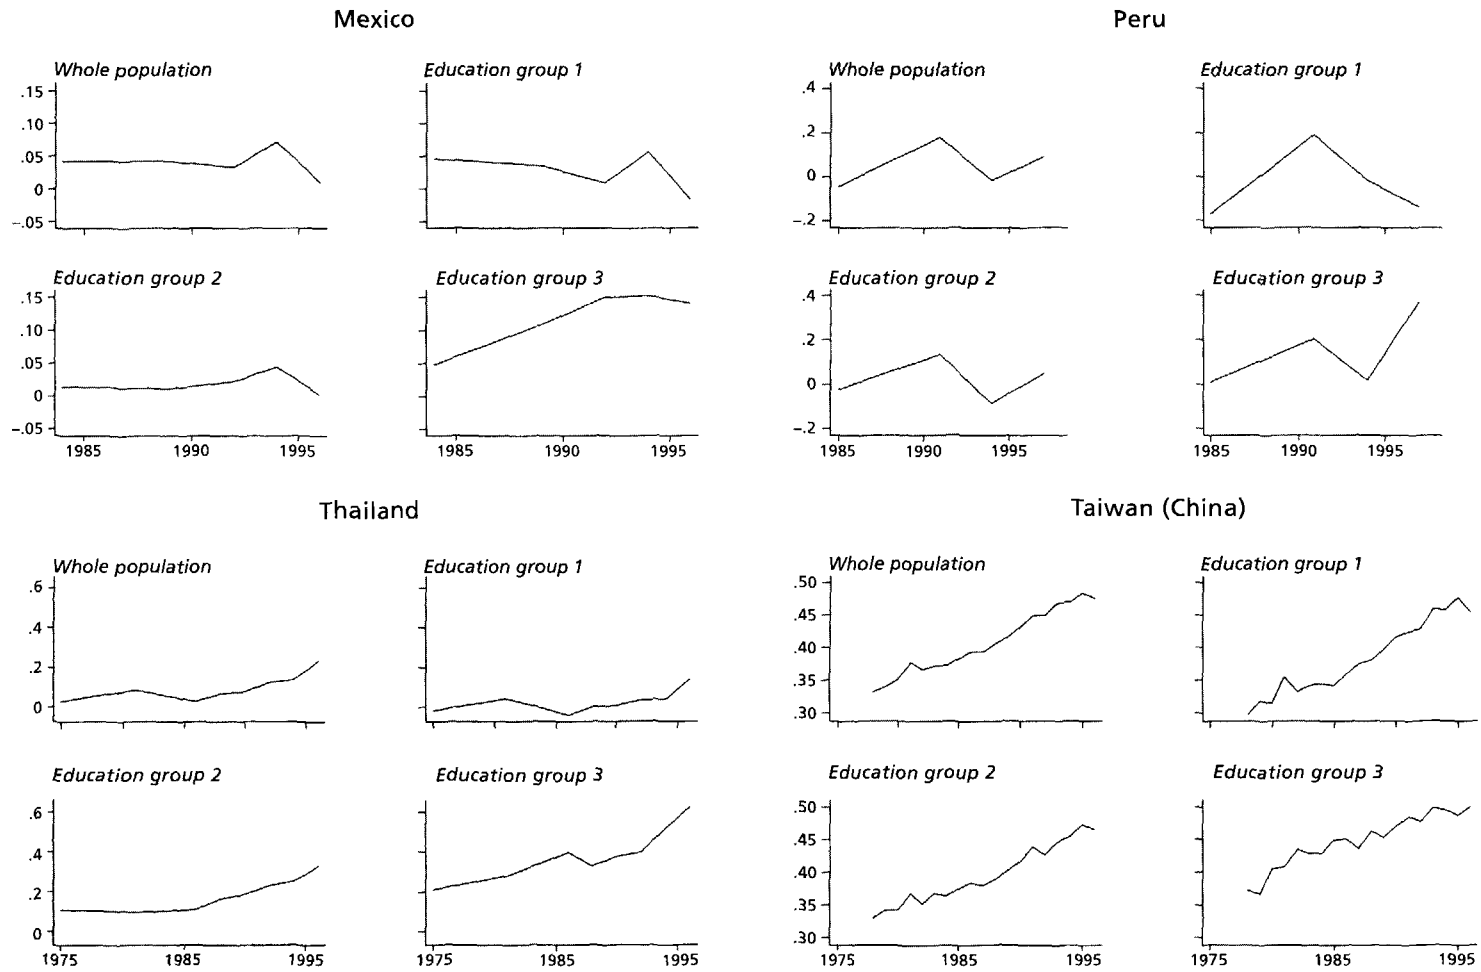 Mexico
Whole population
.15
.10
.05
0
-.05
Education group 1
Education group 2
.15
.10
.05
0
-.05
1985 1990 1995
Education group 3
1985 1990 1995
Peru
Whole population
.4
.2
0
-.2
Education group 1
Education group 2
.4
.2
0
-.2
1985 1990 1995
Education group 3
1985 1990 1995
Thailand
Whole population
.6
.4
.2
0
Education group 1
Education group 2
.6
.4
.2
0
1975 1985 1995
Education group 3
1975 1985 1995
Taiwan (China)
Whole population
.50
.45
.40
.35
.30
Education group 1
Education group 2
.50
.45
.40
.35
.30
1975 1985 1995
Education group 3
1975 1985 1995